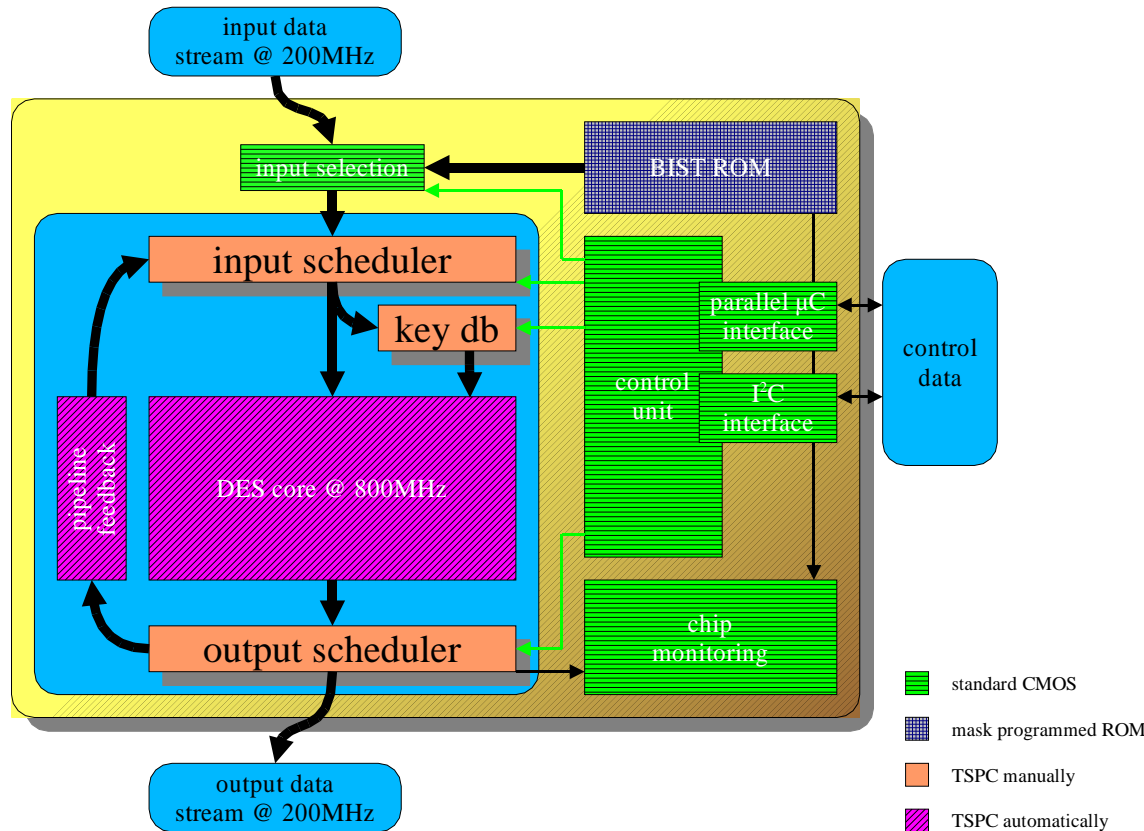 input data
stream @ 200MHz
input selection
BIST ROM
input scheduler
key db
parallel µC
interface
control
data
control
unit
I²C
interface
pipeline
feedback
DES core @ 800MHz
output scheduler
chip
monitoring
standard CMOS
mask programmed ROM
TSPC manually
TSPC automatically
output data
stream @ 200MHz